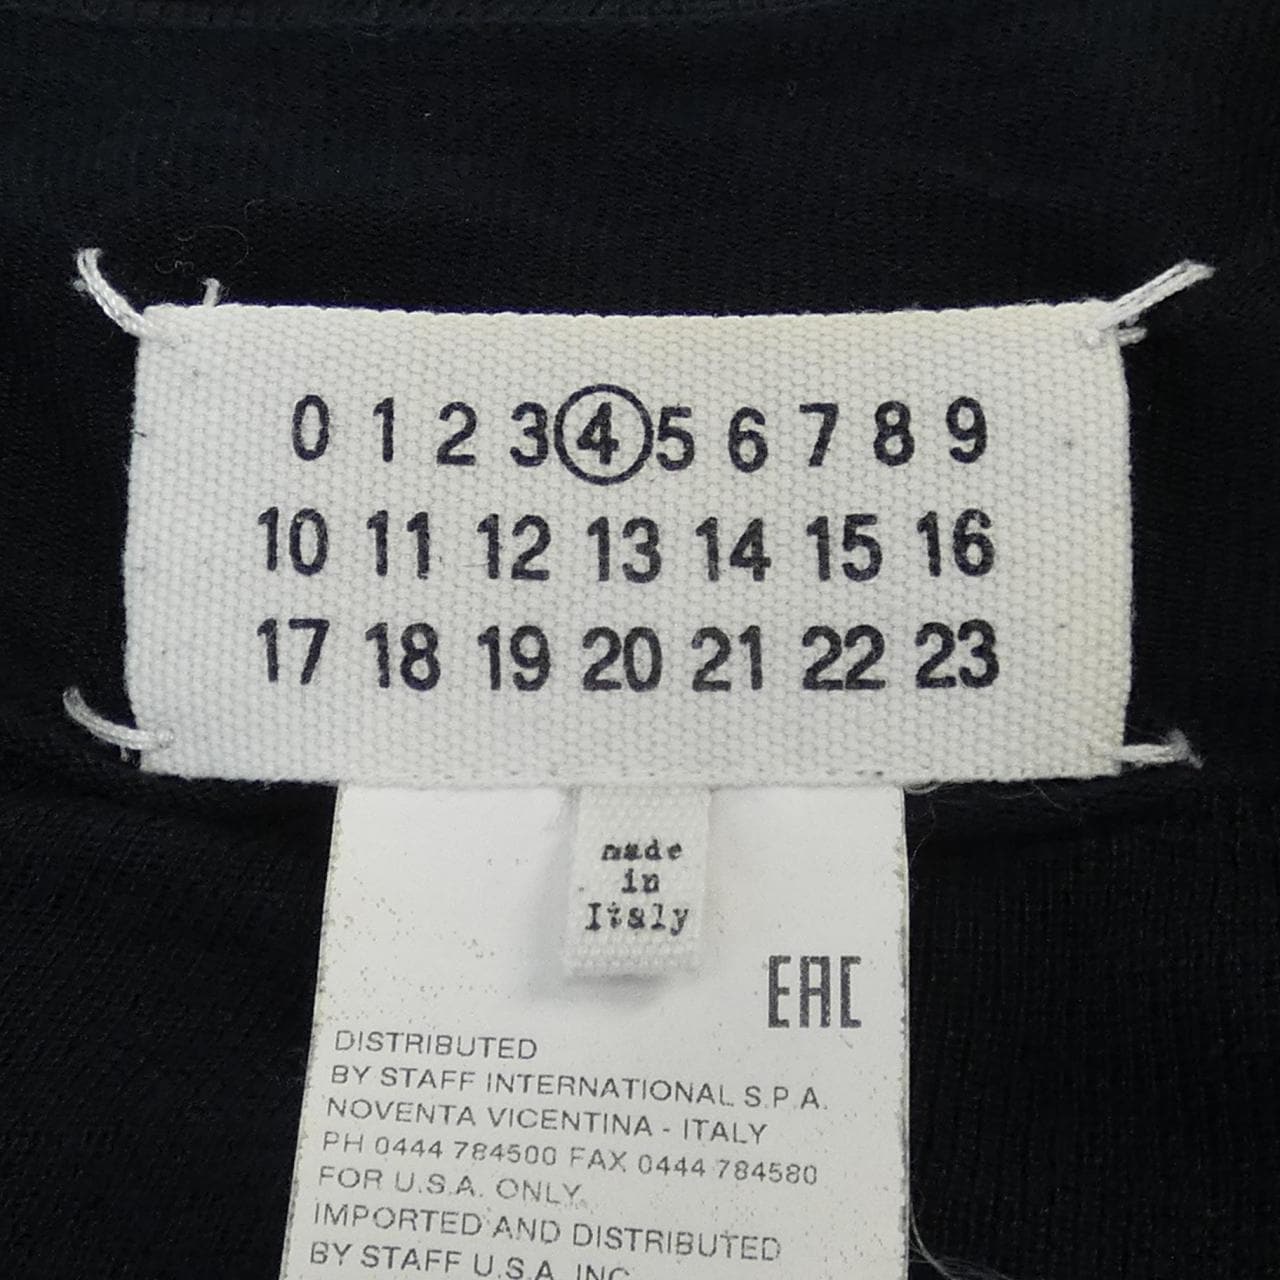 0 1 2 3 4 5 6 7 8 9
10 11 12 13 14 15 16
17 18 19 20 21 22 23
made
in
Italy
EAC
DISTRIBUTED
BY STAFF INTERNATIONAL S.P.A.
NOVENTA VICENTINA - ITALY
PH 0444 784500 FAX 0444 784580
FOR U.S.A. ONLY.
IMPORTED AND DISTRIBUTED
BY STAFF U.S.A. INC